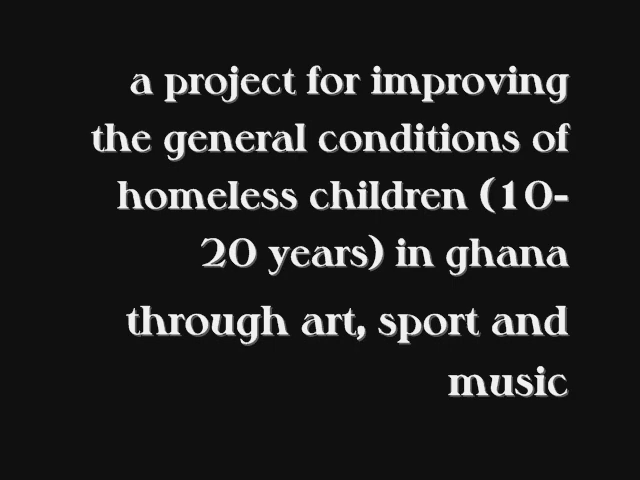 a project for improving
the general conditions of
homeless children (10-
20 years) in ghana
through art, sport and
music